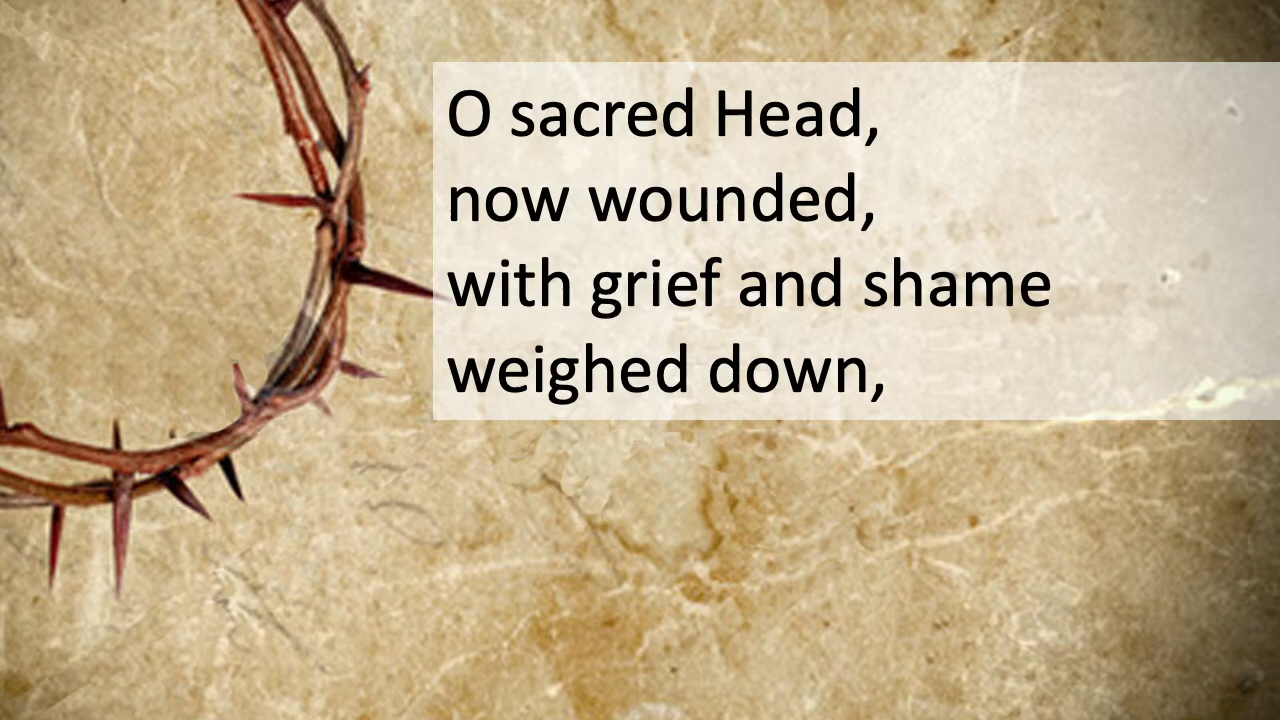 O sacred Head,
now wounded,
with grief and shame
weighed down,